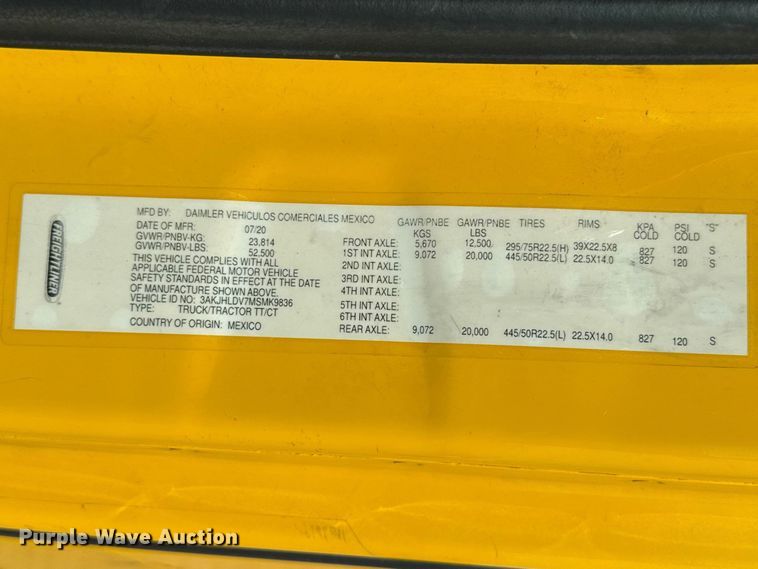 FREIGHTLINER
MFD BY: DAIMLER VEHICULOS COMERCIALES MEXICO
DATE OF MFR: 07/20
GVWR/PNBV-KG: 23,814
GVWR/PNBV-LBS: 52,500
THIS VEHICLE COMPLIES WITH ALL
APPLICABLE FEDERAL MOTOR VEHICLE
SAFETY STANDARDS IN EFFECT AT THE DATE
OF MANUFACTURE SHOWN ABOVE.
VEHICLE ID NO.: 3AKJHLDV7MSMK9836
TYPE: TRUCK/TRACTOR TT/CT
COUNTRY OF ORIGIN: MEXICO
GAWR/PNBE KGS GAWR/PNBE LBS TIRES RIMS KPA COLD PSI COLD "S"
FRONT AXLE: 5,670 12,500 295/75R22.5(H) 39X22.5X8 827 120 S
1ST INT AXLE: 9,072 20,000 445/50R22.5(L) 22.5X14.0 827 120 S
2ND INT AXLE:
3RD INT AXLE:
4TH INT AXLE:
5TH INT AXLE:
6TH INT AXLE:
REAR AXLE: 9,072 20,000 445/50R22.5(L) 22.5X14.0 827 120 S
Purple Wave Auction